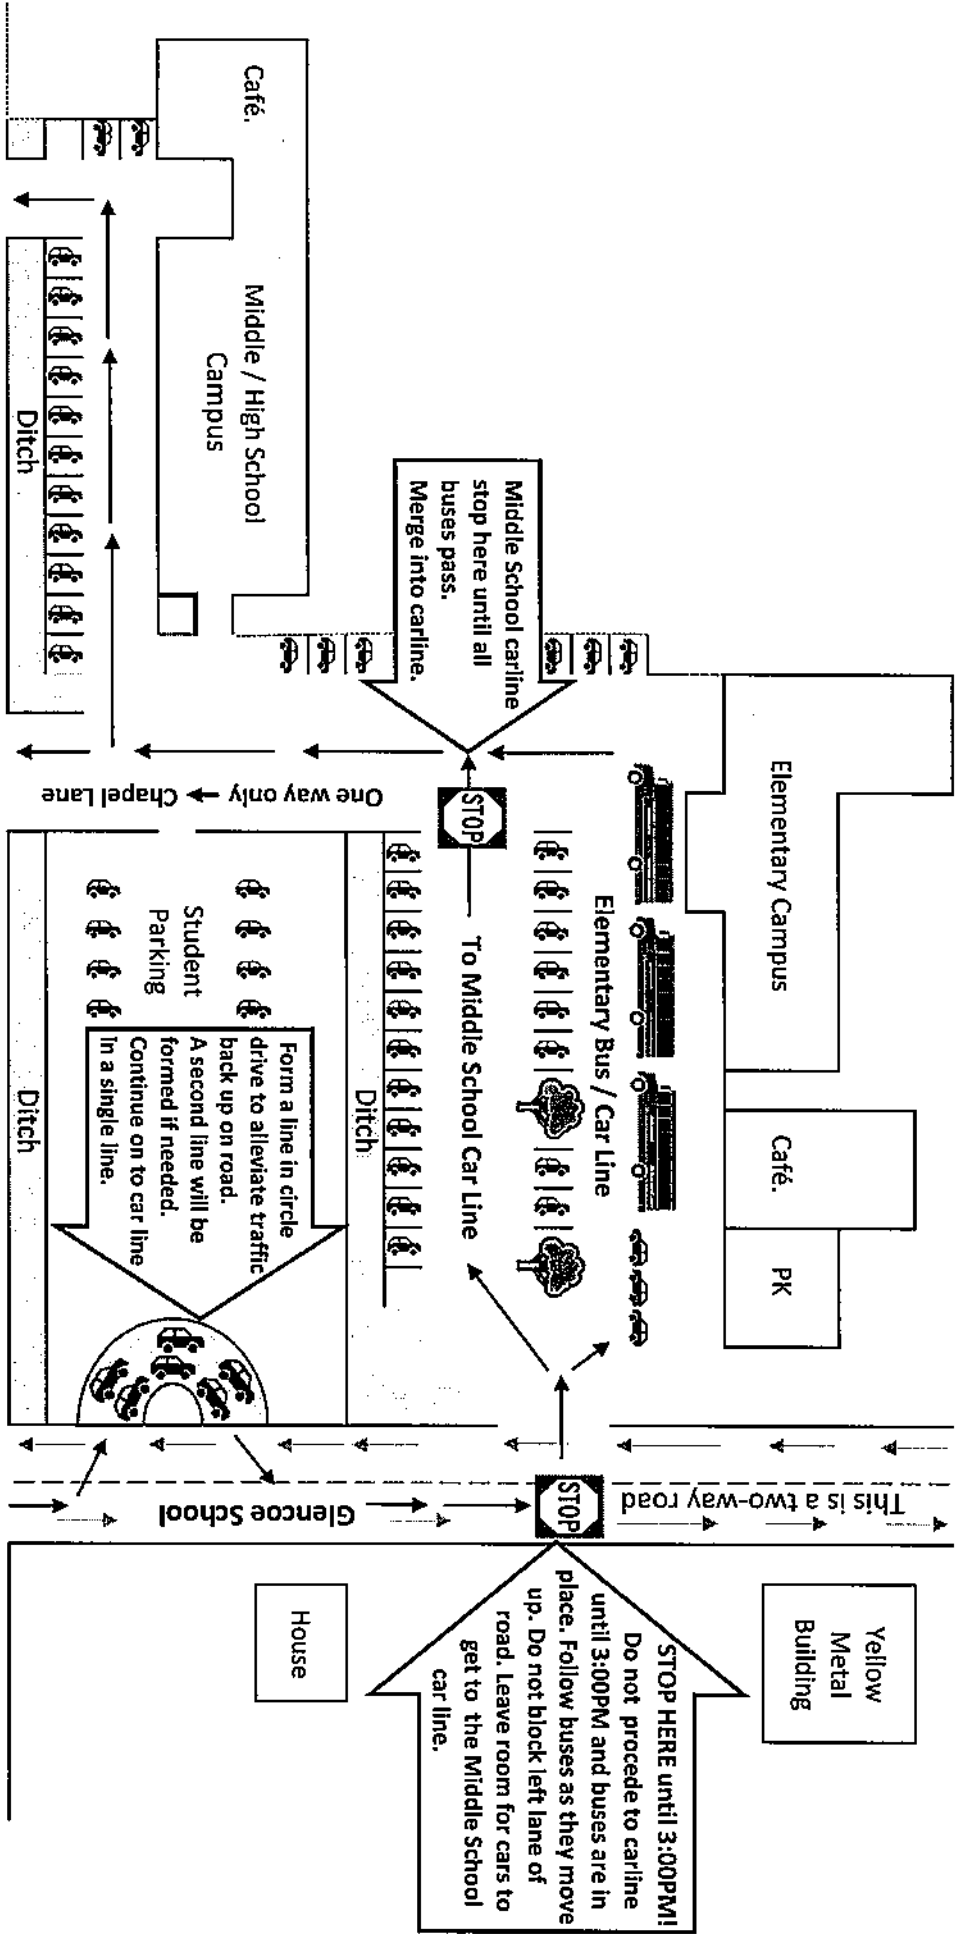 Café.
Middle / High School
Campus
Ditch
Middle School carline
stop here until all
buses pass.
Merge into carline.
Elementary Campus
Café.
PK
Elementary Bus / Car Line
To Middle School Car Line
STOP
One way only → Chapel Lane
Ditch
Student
Parking
Form a line in circle
drive to alleviate traffic
back up on road.
A second line will be
formed if needed.
Continue on to car line
in a single line.
Ditch
This is a two-way road
STOP
Glencoe School
Yellow
Metal
Building
STOP HERE until 3:00PM!
Do not procede to carline
until 3:00PM and buses are in
place. Follow buses as they move
up. Do not block left lane of
road. Leave room for cars to
get to the Middle School
car line.
House